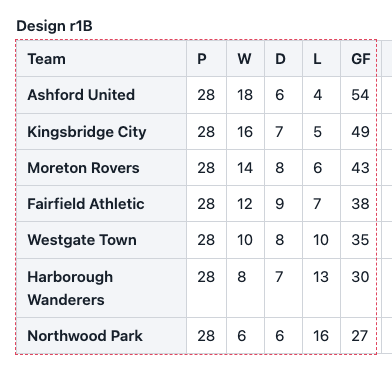 Design r1B
Team P W D L GF
Ashford United 28 18 6 4 54
Kingsbridge City 28 16 7 5 49
Moreton Rovers 28 14 8 6 43
Fairfield Athletic 28 12 9 7 38
Westgate Town 28 10 8 10 35
Harborough 28 8 7 13 30
Wanderers
Northwood Park 28 6 6 16 27